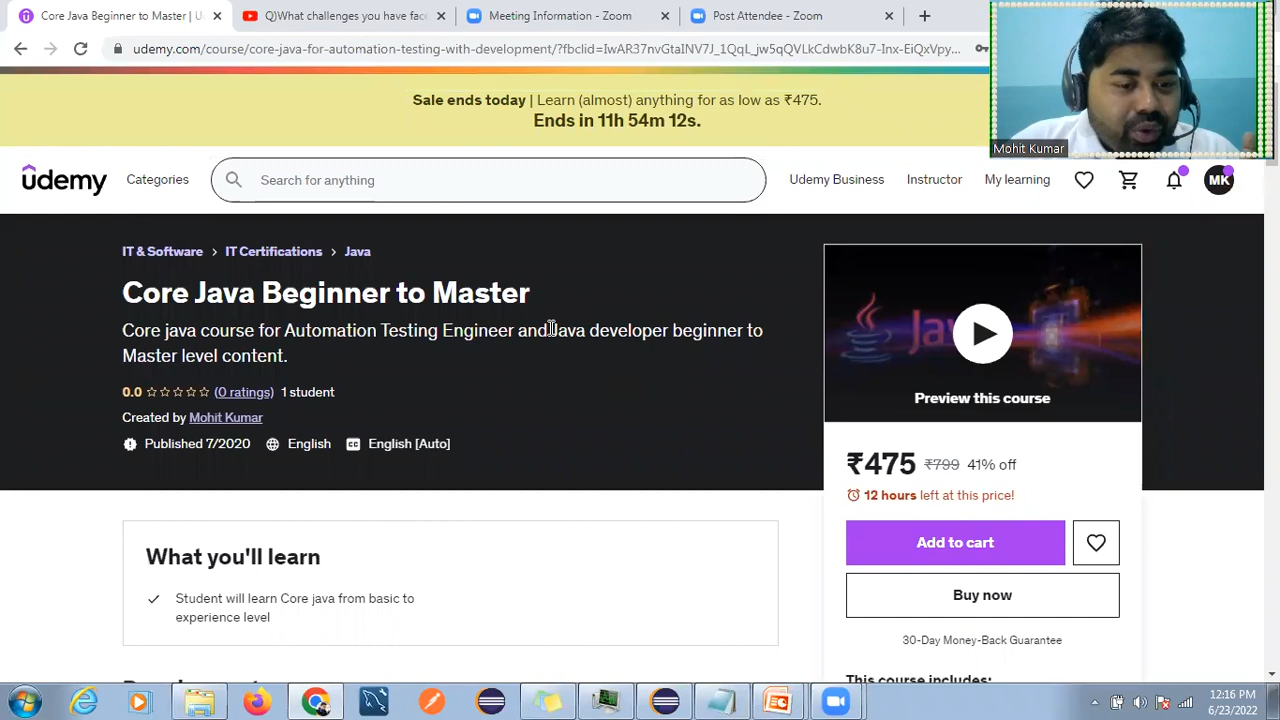 Core Java Beginner to Master | U
Q)What challenges you have fac
Meeting Information - Zoom
Post Attendee - Zoom
udemy.com/course/core-java-for-automation-testing-with-development/?fbclid=IwAR37nvGtaINV7J_1QqL_jw5qQVLkCdwbK8u7-Inx-EiQxVpy...
Sale ends today | Learn (almost) anything for as low as ₹475.
Ends in 11h 54m 12s.
Mohit Kumar
udemy
Categories
Search for anything
Udemy Business
Instructor
My learning
MK
IT & Software > IT Certifications > Java
Core Java Beginner to Master
Core java course for Automation Testing Engineer and Java developer beginner to
Master level content.
0.0 (0 ratings) 1 student
Created by Mohit Kumar
Published 7/2020 English English [Auto]
Preview this course
₹475 ₹799 41% off
12 hours left at this price!
Add to cart
Buy now
30-Day Money-Back Guarantee
This course includes:
What you'll learn
Student will learn Core java from basic to
experience level
12:16 PM
6/23/2022